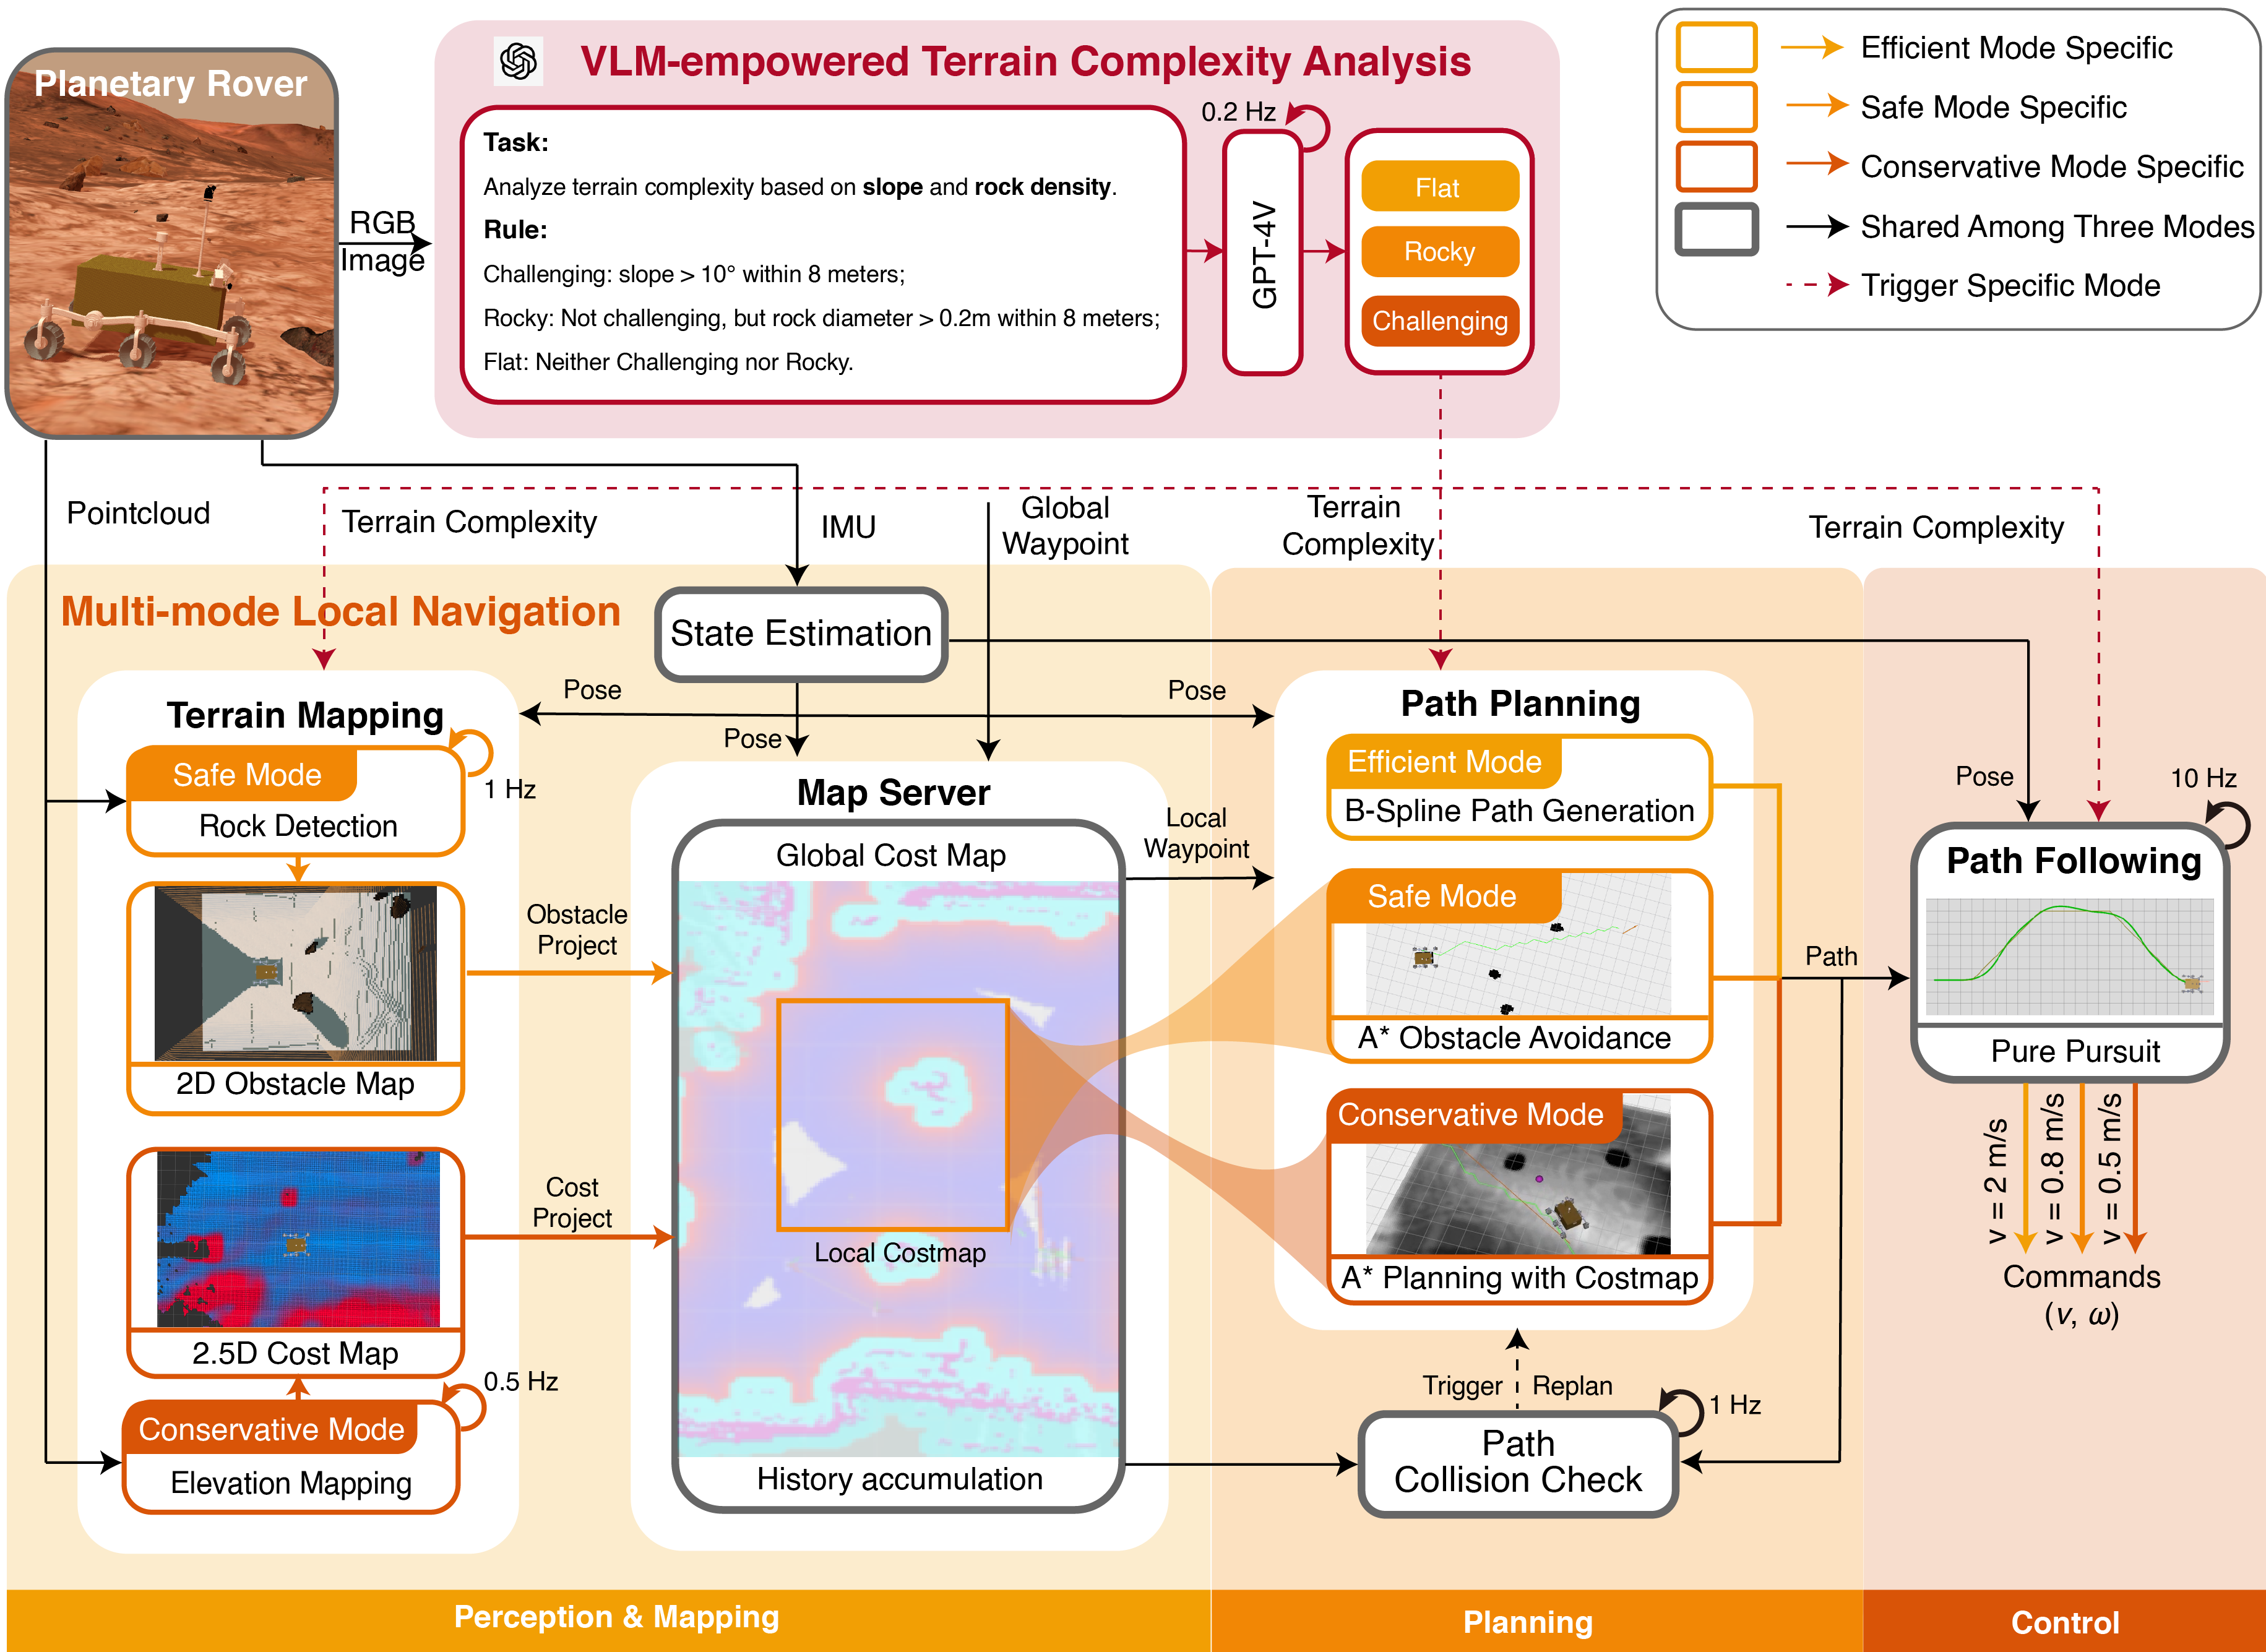 Planetary Rover
VLM-empowered Terrain Complexity Analysis
Task:
Analyze terrain complexity based on slope and rock density.
Rule:
Challenging: slope > 10° within 8 meters;
Rocky: Not challenging, but rock diameter > 0.2m within 8 meters;
Flat: Neither Challenging nor Rocky.
RGB
Image
0.2 Hz
GPT-4V
Flat
Rocky
Challenging
Efficient Mode Specific
Safe Mode Specific
Conservative Mode Specific
Shared Among Three Modes
Trigger Specific Mode
Pointcloud
Terrain Complexity
IMU
Global
Waypoint
Terrain
Complexity
Terrain Complexity
Multi-mode Local Navigation
State Estimation
Pose
Pose
Pose
Pose
Terrain Mapping
Safe Mode
1 Hz
Rock Detection
2D Obstacle Map
2.5D Cost Map
0.5 Hz
Conservative Mode
Elevation Mapping
Obstacle
Project
Cost
Project
Map Server
Global Cost Map
Local Costmap
History accumulation
Local
Waypoint
Path Planning
Efficient Mode
B-Spline Path Generation
Safe Mode
A* Obstacle Avoidance
Conservative Mode
A* Planning with Costmap
Trigger Replan
1 Hz
Path
Collision Check
Path
10 Hz
Path Following
Pure Pursuit
v = 2 m/s
v = 0.8 m/s
v = 0.5 m/s
Commands
(v, ω)
Perception & Mapping
Planning
Control